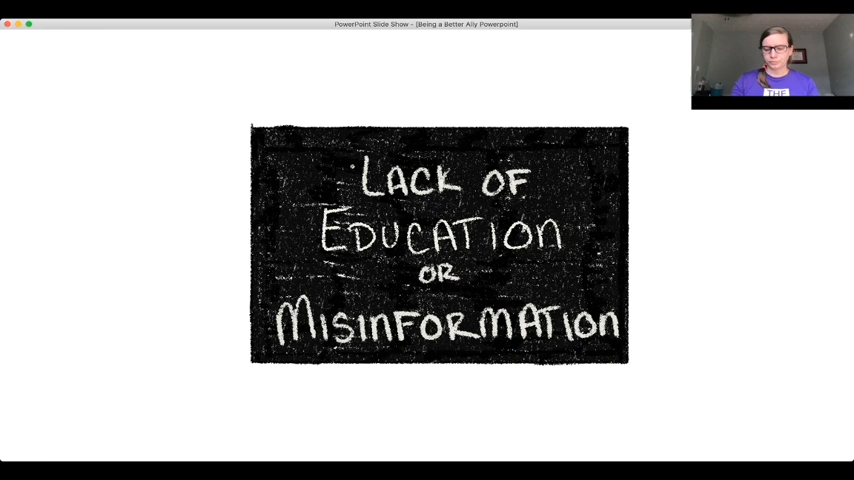 PowerPoint Slide Show - [Being a Better Ally Powerpoint]
THE
LACK OF
EDUCATION
OR
MISINFORMATION